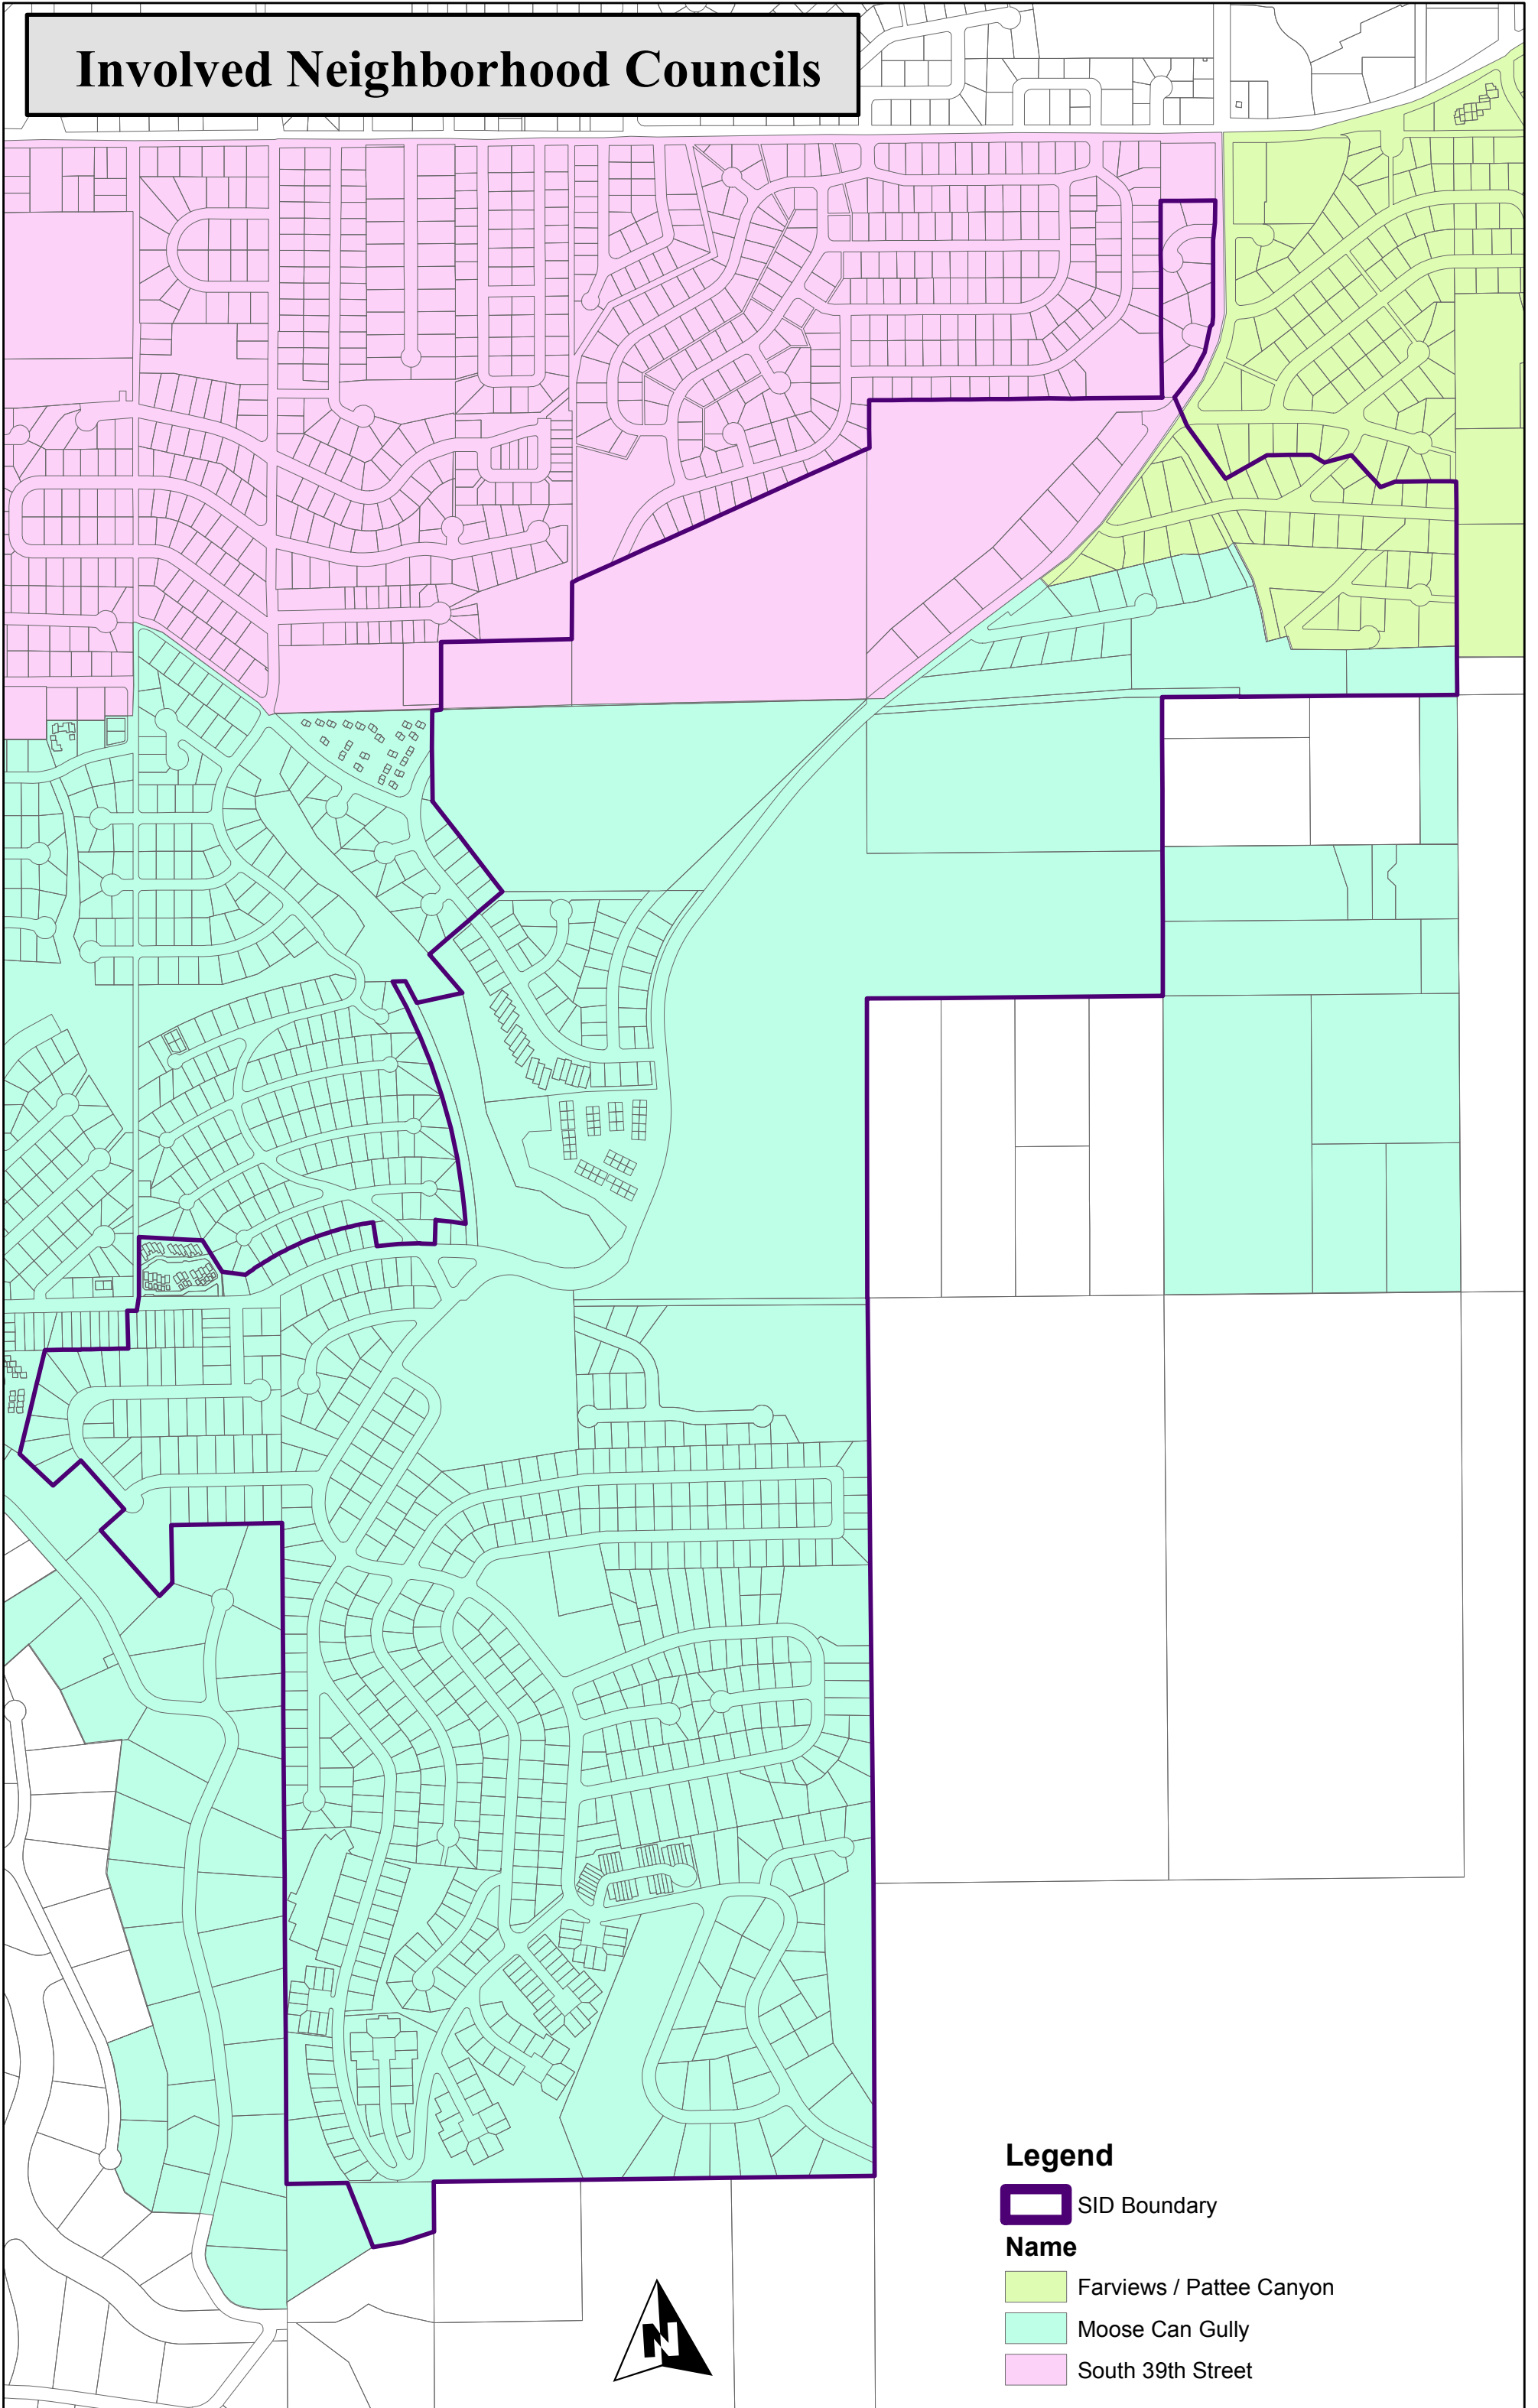 Involved Neighborhood Councils
Legend
SID Boundary
Name
Farviews / Pattee Canyon
Moose Can Gully
South 39th Street
N